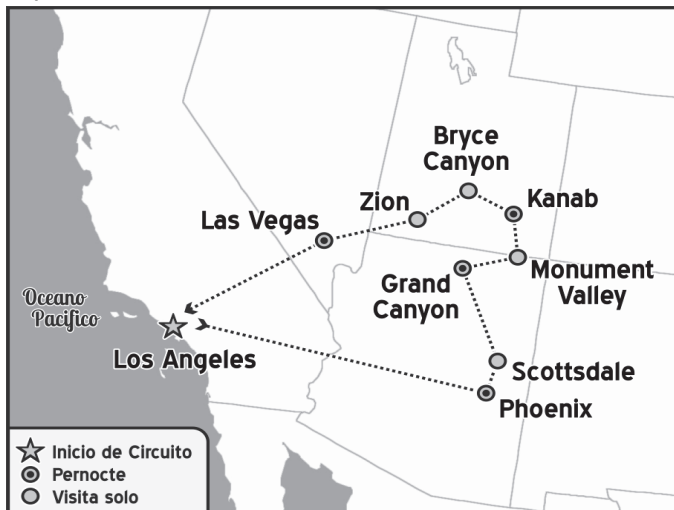 Bryce
Canyon
Zion
Kanab
Las Vegas
Grand
Canyon
Monument
Valley
Oceano
Pacifico
Los Angeles
Scottsdale
Phoenix
Inicio de Circuito
Pernocte
Visita solo